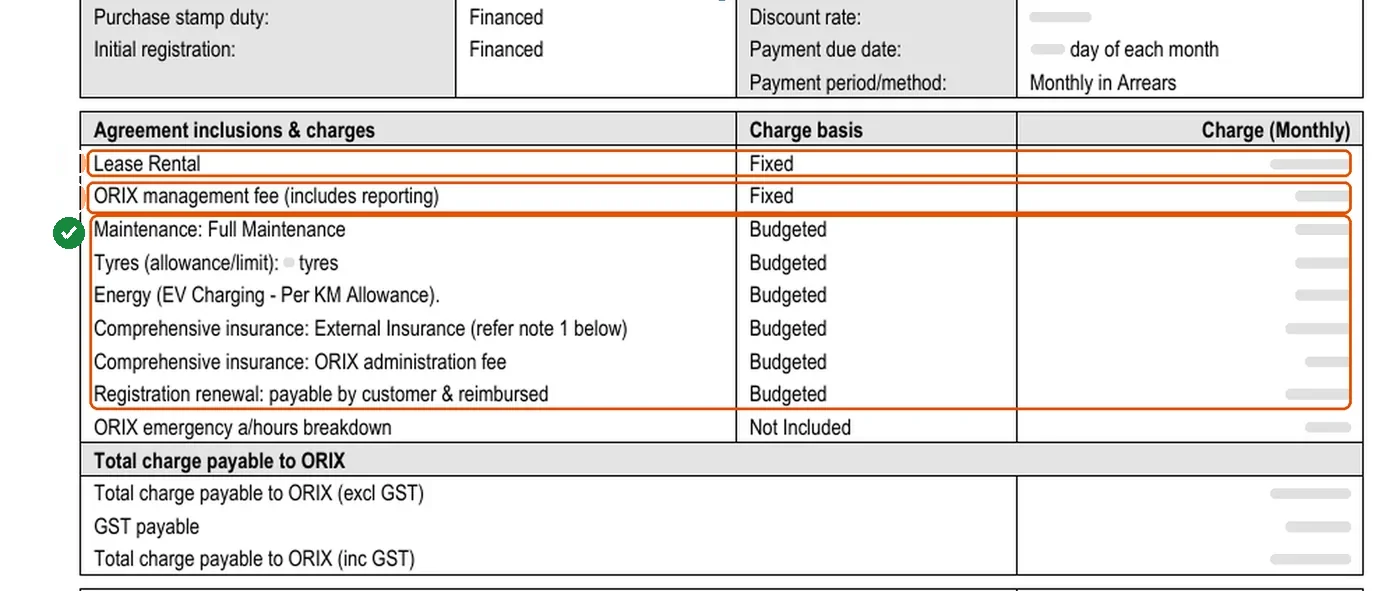 Purchase stamp duty: Financed Discount rate:
Initial registration: Financed Payment due date: day of each month
Payment period/method: Monthly in Arrears
Agreement inclusions & charges Charge basis Charge (Monthly)
Lease Rental Fixed
ORIX management fee (includes reporting) Fixed
Maintenance: Full Maintenance Budgeted
Tyres (allowance/limit): tyres Budgeted
Energy (EV Charging - Per KM Allowance). Budgeted
Comprehensive insurance: External Insurance (refer note 1 below) Budgeted
Comprehensive insurance: ORIX administration fee Budgeted
Registration renewal: payable by customer & reimbursed Budgeted
ORIX emergency a/hours breakdown Not Included
Total charge payable to ORIX
Total charge payable to ORIX (excl GST)
GST payable
Total charge payable to ORIX (inc GST)